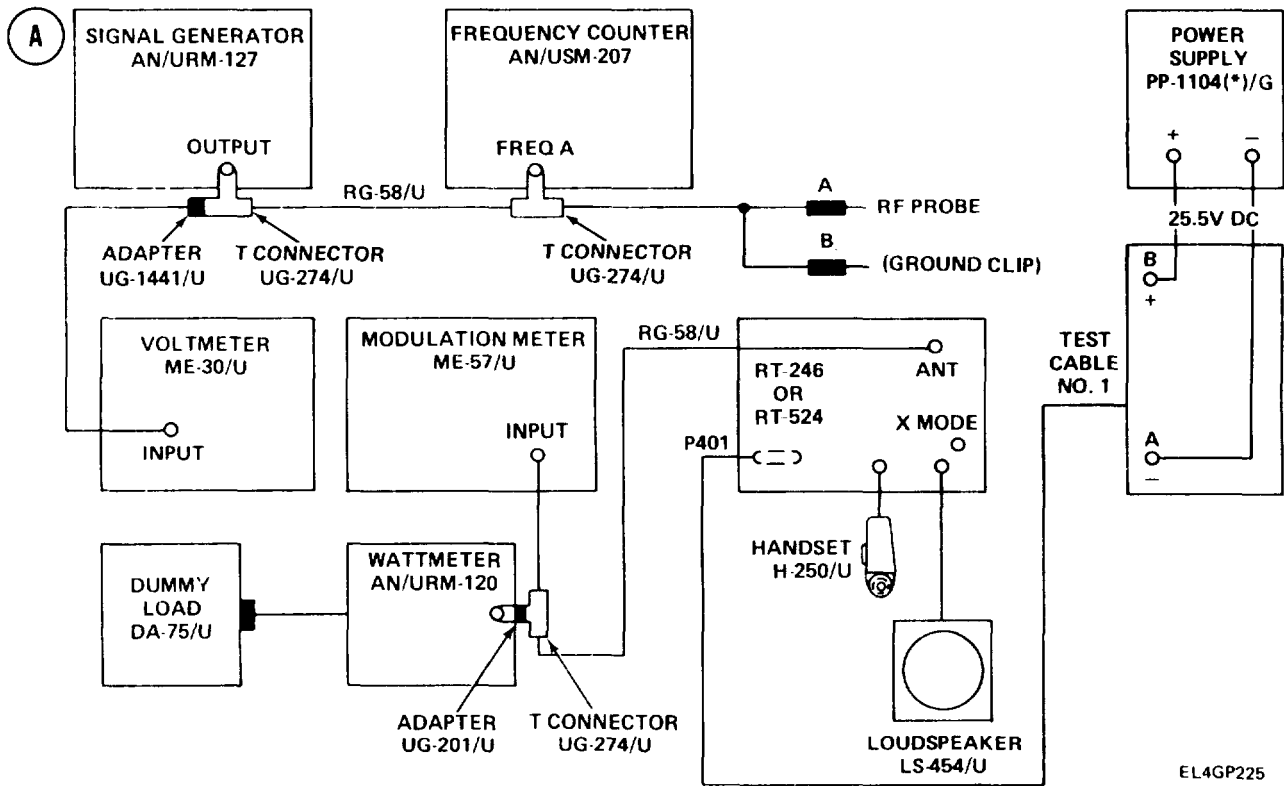 A
SIGNAL GENERATOR
AN/URM-127
OUTPUT
FREQUENCY COUNTER
AN/USM-207
FREQ A
POWER
SUPPLY
PP-1104(*)/G
+
−
RG-58/U
ADAPTER
UG-1441/U
T CONNECTOR
UG-274/U
T CONNECTOR
UG-274/U
A
RF PROBE
B
(GROUND CLIP)
25.5V DC
B
+
A
−
TEST
CABLE
NO. 1
VOLTMETER
ME-30/U
INPUT
MODULATION METER
ME-57/U
INPUT
RG-58/U
RT-246
OR
RT-524
ANT
X MODE
P401
HANDSET
H-250/U
DUMMY
LOAD
DA-75/U
WATTMETER
AN/URM-120
ADAPTER
UG-201/U
T CONNECTOR
UG-274/U
LOUDSPEAKER
LS-454/U
EL4GP225